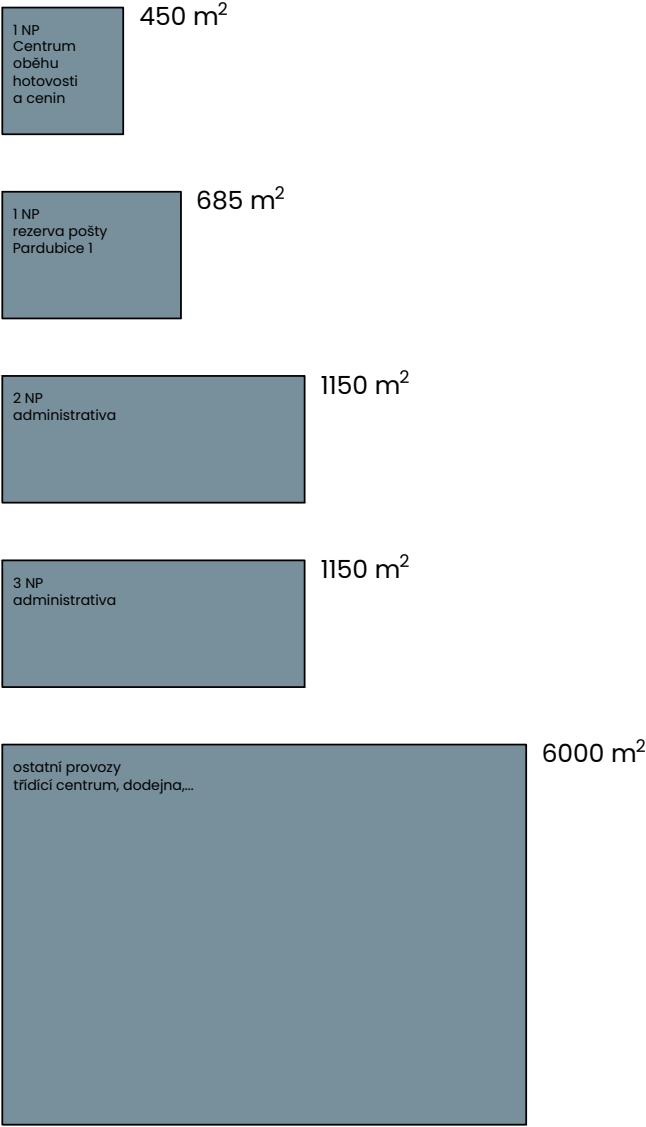 450 m²
1 NP
Centrum
oběhu
hotovosti
a cenin
685 m²
1 NP
rezerva pošty
Pardubice 1
1150 m²
2 NP
administrativa
1150 m²
3 NP
administrativa
6000 m²
ostatní provozy
třídící centrum, dodejna,...